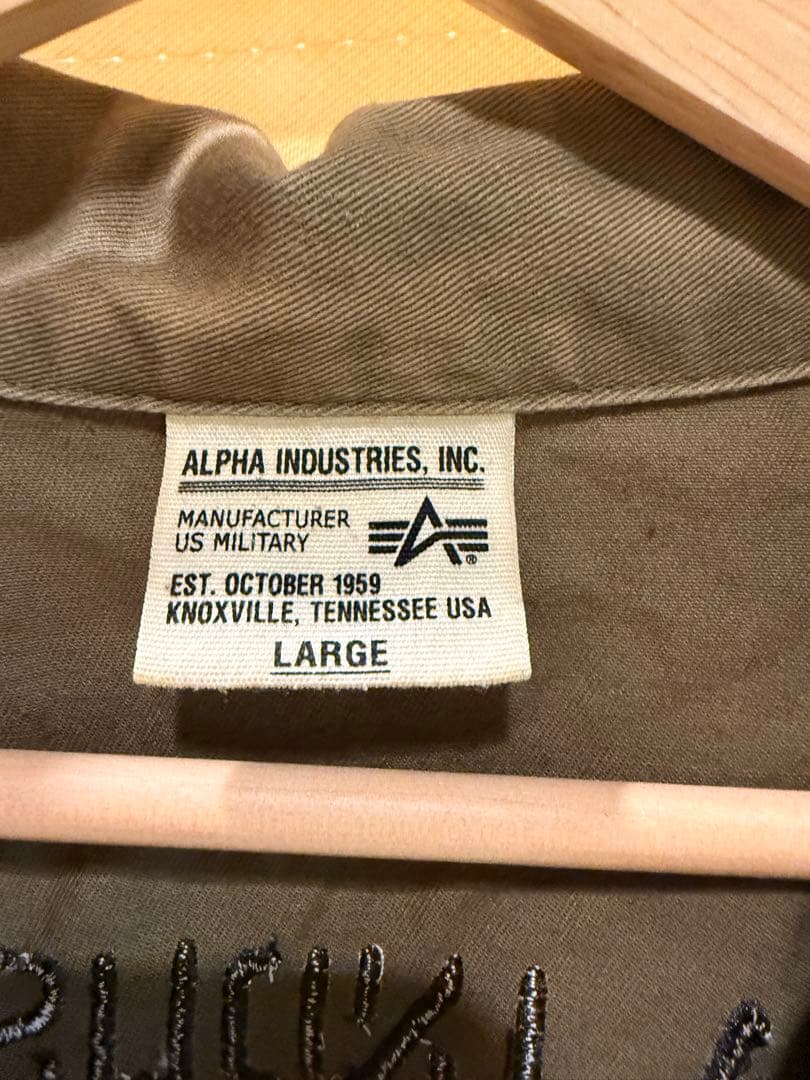 ALPHA INDUSTRIES, INC.
MANUFACTURER
US MILITARY
®
EST. OCTOBER 1959
KNOXVILLE, TENNESSEE USA
LARGE